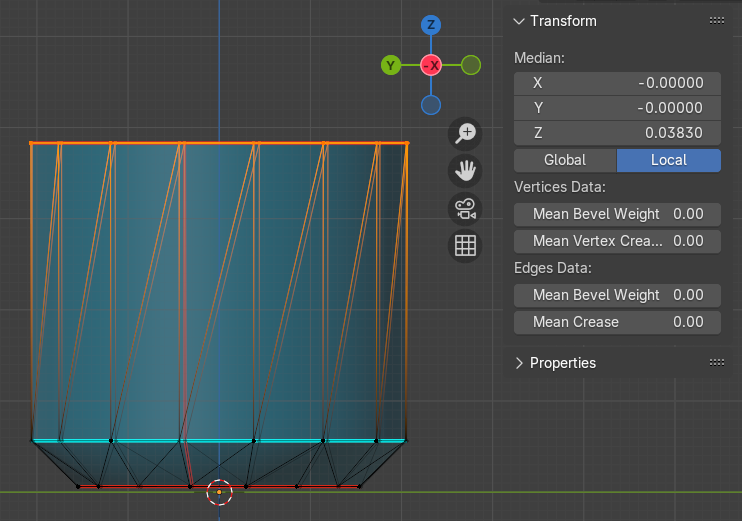 Transform
Z
Y
-X
Median:
X -0.00000
Y -0.00000
Z 0.03830
Global Local
Vertices Data:
Mean Bevel Weight 0.00
Mean Vertex Crea... 0.00
Edges Data:
Mean Bevel Weight 0.00
Mean Crease 0.00
Properties